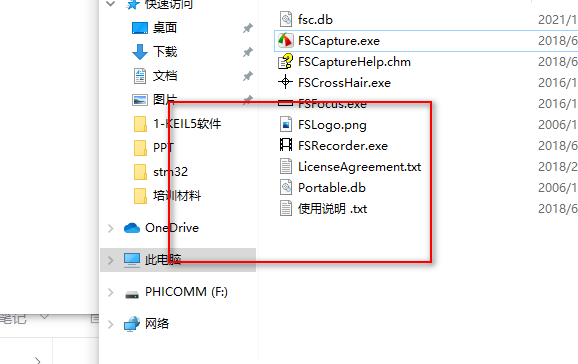 快速访问
桌面
下载
文档
图片
1-KEIL5软件
PPT
stm32
培训材料
OneDrive
此电脑
PHICOMM (F:)
网络
笔记
fsc.db 2021/1
FSCapture.exe 2018/6
FSCaptureHelp.chm 2018/6
FSCrossHair.exe 2016/1
FSFocus.exe 2016/1
FSLogo.png 2006/1
FSRecorder.exe 2018/6
LicenseAgreement.txt 2018/6
Portable.db 2006/1
使用说明 .txt 2018/6